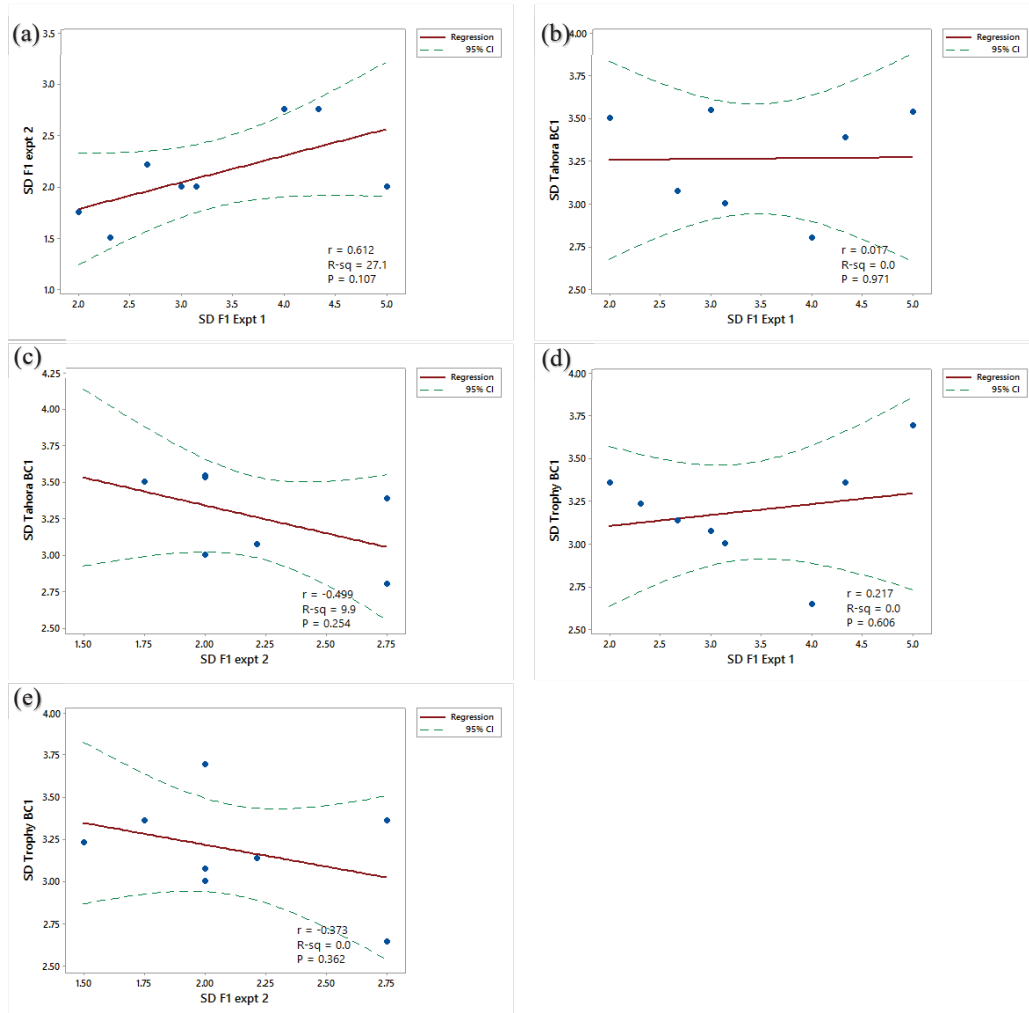 (a)
Regression
95% CI
3.5
3.0
2.5
2.0
1.5
1.0
SD F1 expt 2
r = 0.612
R-sq = 27.1
P = 0.107
2.0 2.5 3.0 3.5 4.0 4.5 5.0
SD F1 Expt 1
(b)
Regression
95% CI
4.00
3.75
3.50
3.25
3.00
2.75
2.50
SD Tahora BC1
r = 0.017
R-sq = 0.0
P = 0.971
2.0 2.5 3.0 3.5 4.0 4.5 5.0
SD F1 Expt 1
(c)
Regression
95% CI
4.25
4.00
3.75
3.50
3.25
3.00
2.75
2.50
SD Tahora BC1
r = -0.499
R-sq = 9.9
P = 0.254
1.50 1.75 2.00 2.25 2.50 2.75
SD F1 expt 2
(d)
Regression
95% CI
4.00
3.75
3.50
3.25
3.00
2.75
2.50
SD Trophy BC1
r = 0.217
R-sq = 0.0
P = 0.606
2.0 2.5 3.0 3.5 4.0 4.5 5.0
SD F1 Expt 1
(e)
Regression
95% CI
4.00
3.75
3.50
3.25
3.00
2.75
2.50
SD Trophy BC1
r = -0.373
R-sq = 0.0
P = 0.362
1.50 1.75 2.00 2.25 2.50 2.75
SD F1 expt 2